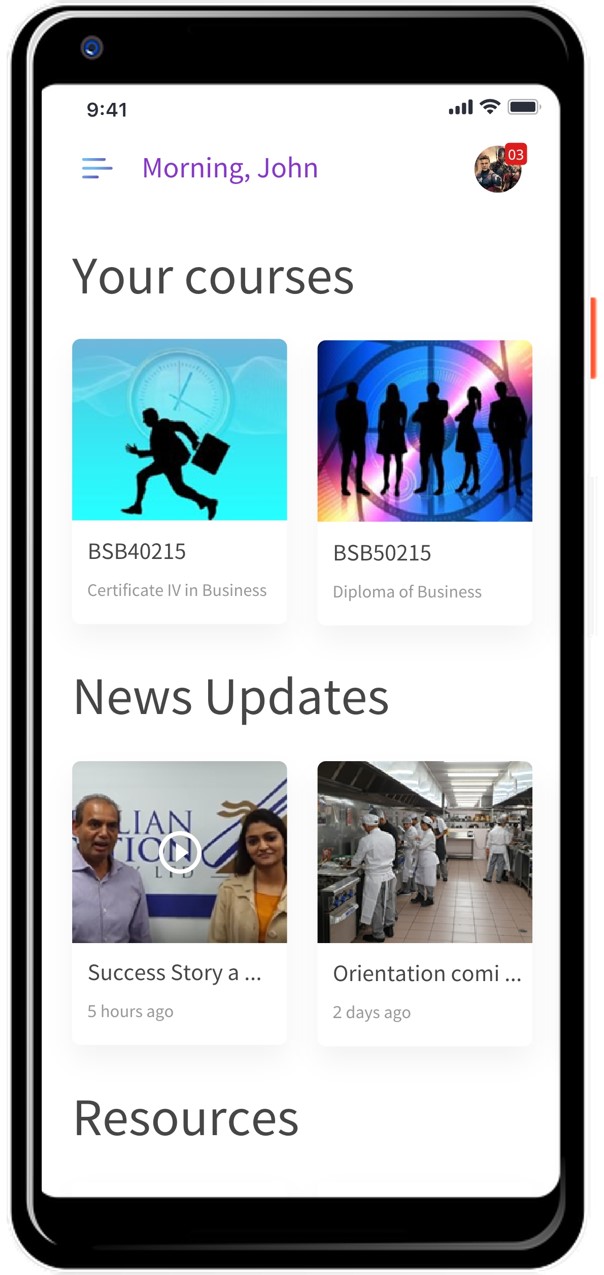 9:41
Morning, John
03
Your courses
BSB40215
BSB50215
Certificate IV in Business
Diploma of Business
News Updates
LIAN
TION
Y LTD
Success Story a ...
Orientation comi ...
5 hours ago
2 days ago
Resources